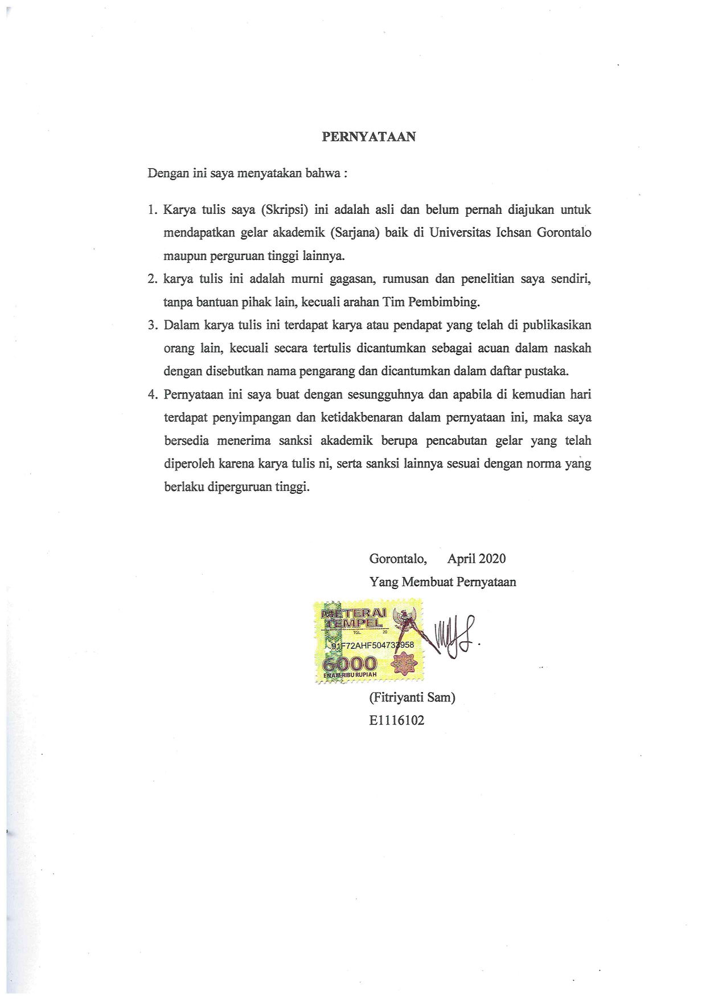 PERNYATAAN
Dengan ini saya menyatakan bahwa :
1. Karya tulis saya (Skripsi) ini adalah asli dan belum pernah diajukan untuk
mendapatkan gelar akademik (Sarjana) baik di Universitas Ichsan Gorontalo
maupun perguruan tinggi lainnya.
2. karya tulis ini adalah murni gagasan, rumusan dan penelitian saya sendiri,
tanpa bantuan pihak lain, kecuali arahan Tim Pembimbing.
3. Dalam karya tulis ini terdapat karya atau pendapat yang telah di publikasikan
orang lain, kecuali secara tertulis dicantumkan sebagai acuan dalam naskah
dengan disebutkan nama pengarang dan dicantumkan dalam daftar pustaka.
4. Pernyataan ini saya buat dengan sesungguhnya dan apabila di kemudian hari
terdapat penyimpangan dan ketidakbenaran dalam pernyataan ini, maka saya
bersedia menerima sanksi akademik berupa pencabutan gelar yang telah
diperoleh karena karya tulis ni, serta sanksi lainnya sesuai dengan norma yang
berlaku diperguruan tinggi.
Gorontalo, April 2020
Yang Membuat Pernyataan
METERAI
TEMPEL
TGL 20
91F72AHF504733958
6000
ENAM RIBU RUPIAH
(Fitriyanti Sam)
E1116102